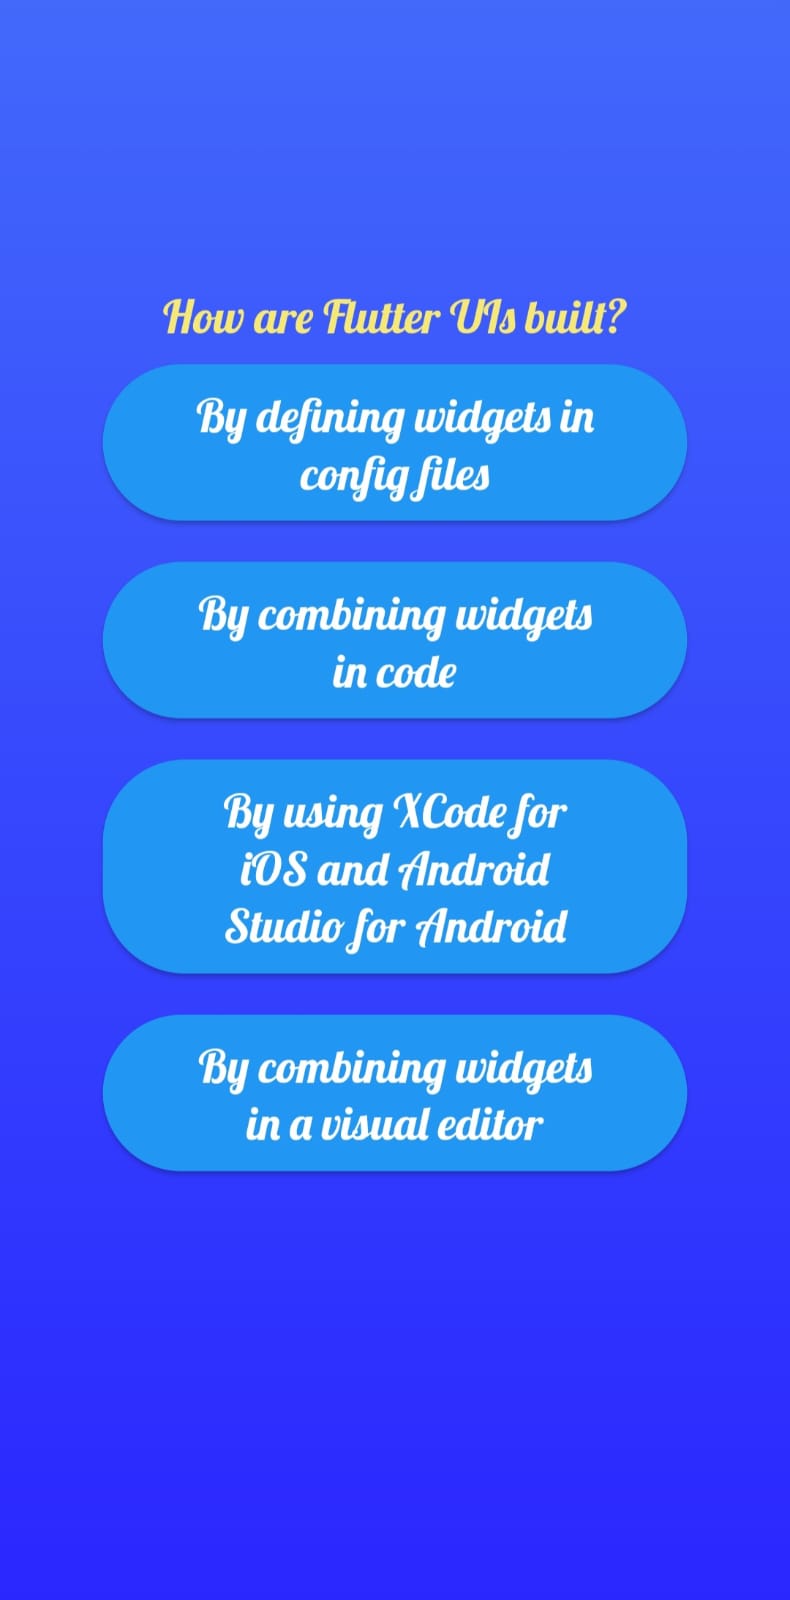 How are Flutter UIs built?
By defining widgets in
config files
By combining widgets
in code
By using XCode for
iOS and Android
Studio for Android
By combining widgets
in a visual editor